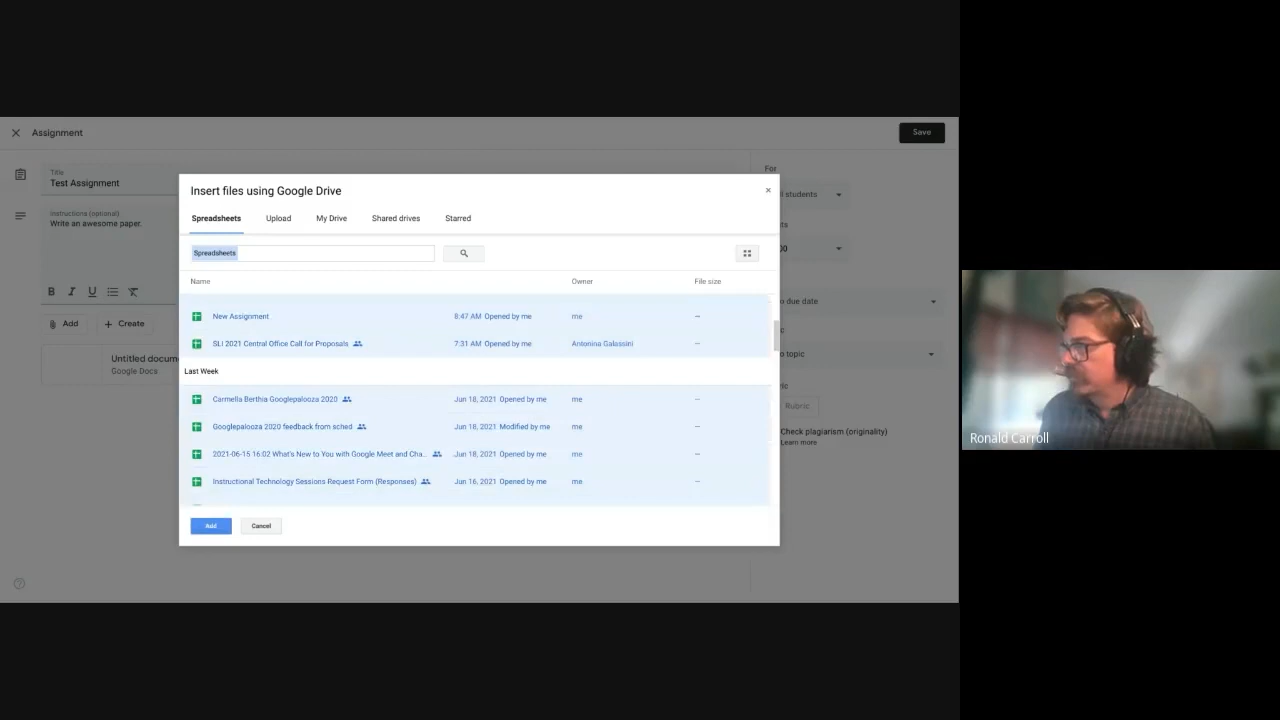 Assignment
Save
Title
Test Assignment
Instructions (optional)
Write an awesome paper.
Add
Create
Untitled docum
Google Docs
Insert files using Google Drive
Spreadsheets
Upload
My Drive
Shared drives
Starred
Spreadsheets
Name
Owner
File size
New Assignment
8:47 AM Opened by me
me
SLI 2021 Central Office Call for Proposals
7:31 AM Opened by me
Antonina Galassini
Last Week
Carmella Berthia Googlepalooza 2020
Jun 18, 2021 Opened by me
me
Googlepalooza 2020 feedback from sched
Jun 18, 2021 Modified by me
me
2021-06-15 16:02 What's New to You with Google Meet and Cha...
Jun 18, 2021 Opened by me
me
Instructional Technology Sessions Request Form (Responses)
Jun 16, 2021 Opened by me
me
Add
Cancel
For
l students
ts
00
o due date
c
o topic
ric
Rubric
Check plagiarism (originality)
Learn more
Ronald Carroll